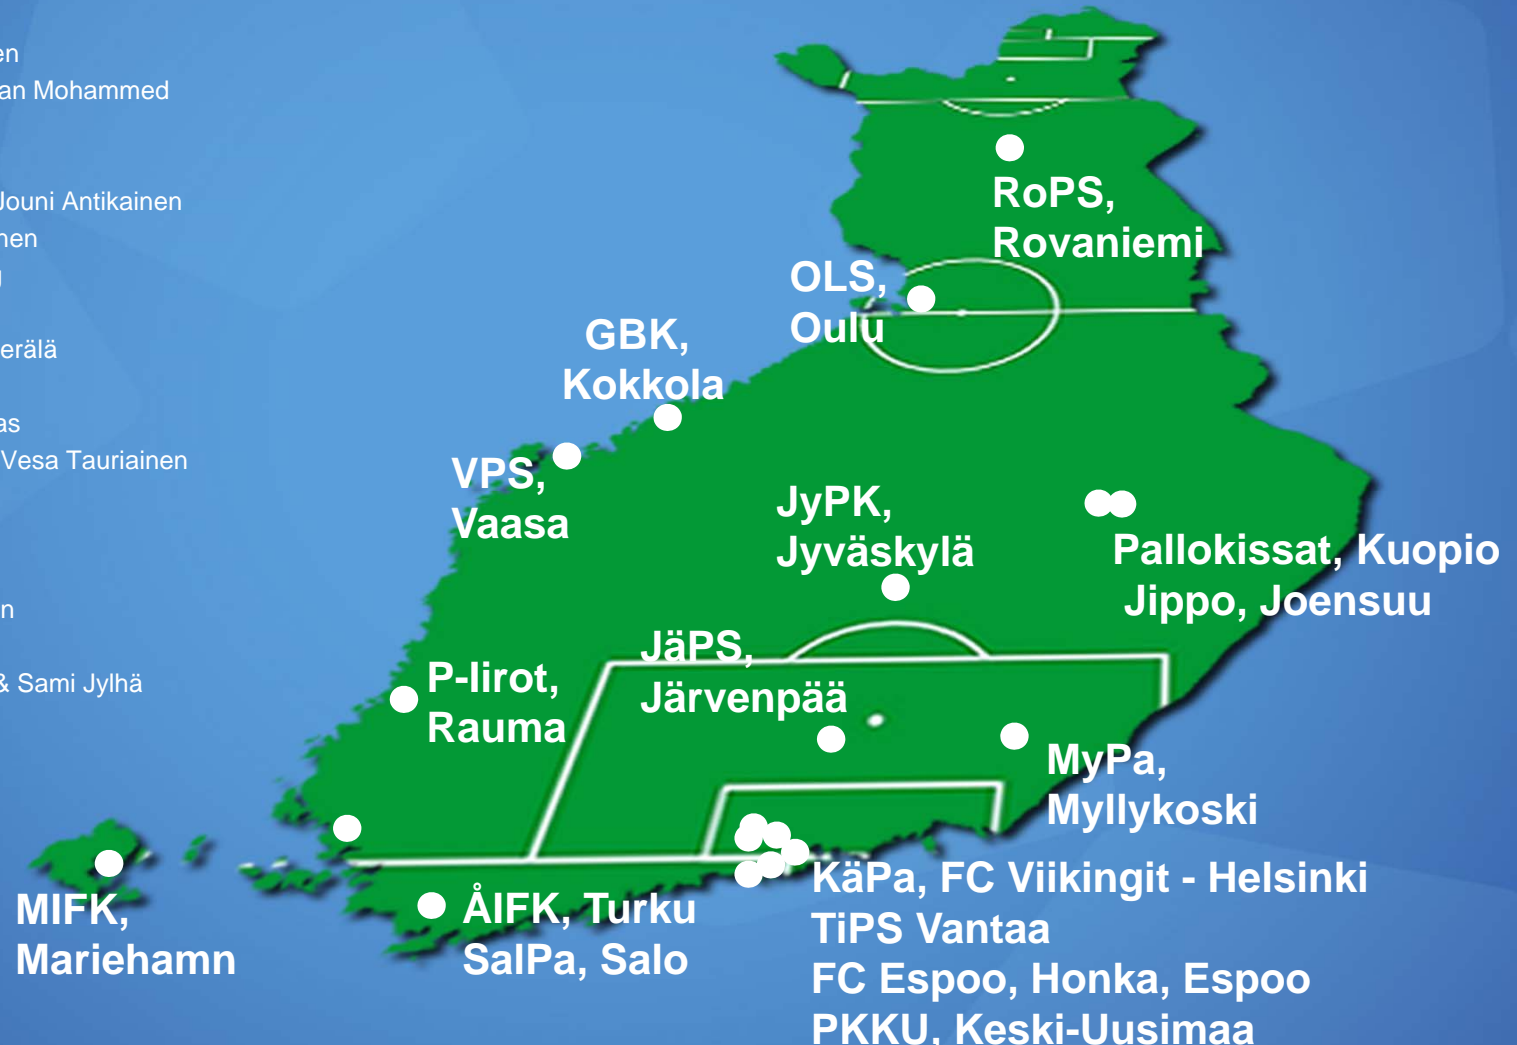 en
an Mohammed
Jouni Antikainen
nen
erälä
as
Vesa Tauriainen
n
& Sami Jylhä
RoPS,
Rovaniemi
OLS,
Oulu
GBK,
Kokkola
VPS,
Vaasa
JyPK,
Jyväskylä
Pallokissat, Kuopio
Jippo, Joensuu
JäPS,
Järvenpää
P-Iirot,
Rauma
MyPa,
Myllykoski
MIFK,
Mariehamn
ÅIFK, Turku
SalPa, Salo
KäPa, FC Viikingit - Helsinki
TiPS Vantaa
FC Espoo, Honka, Espoo
PKKU, Keski-Uusimaa